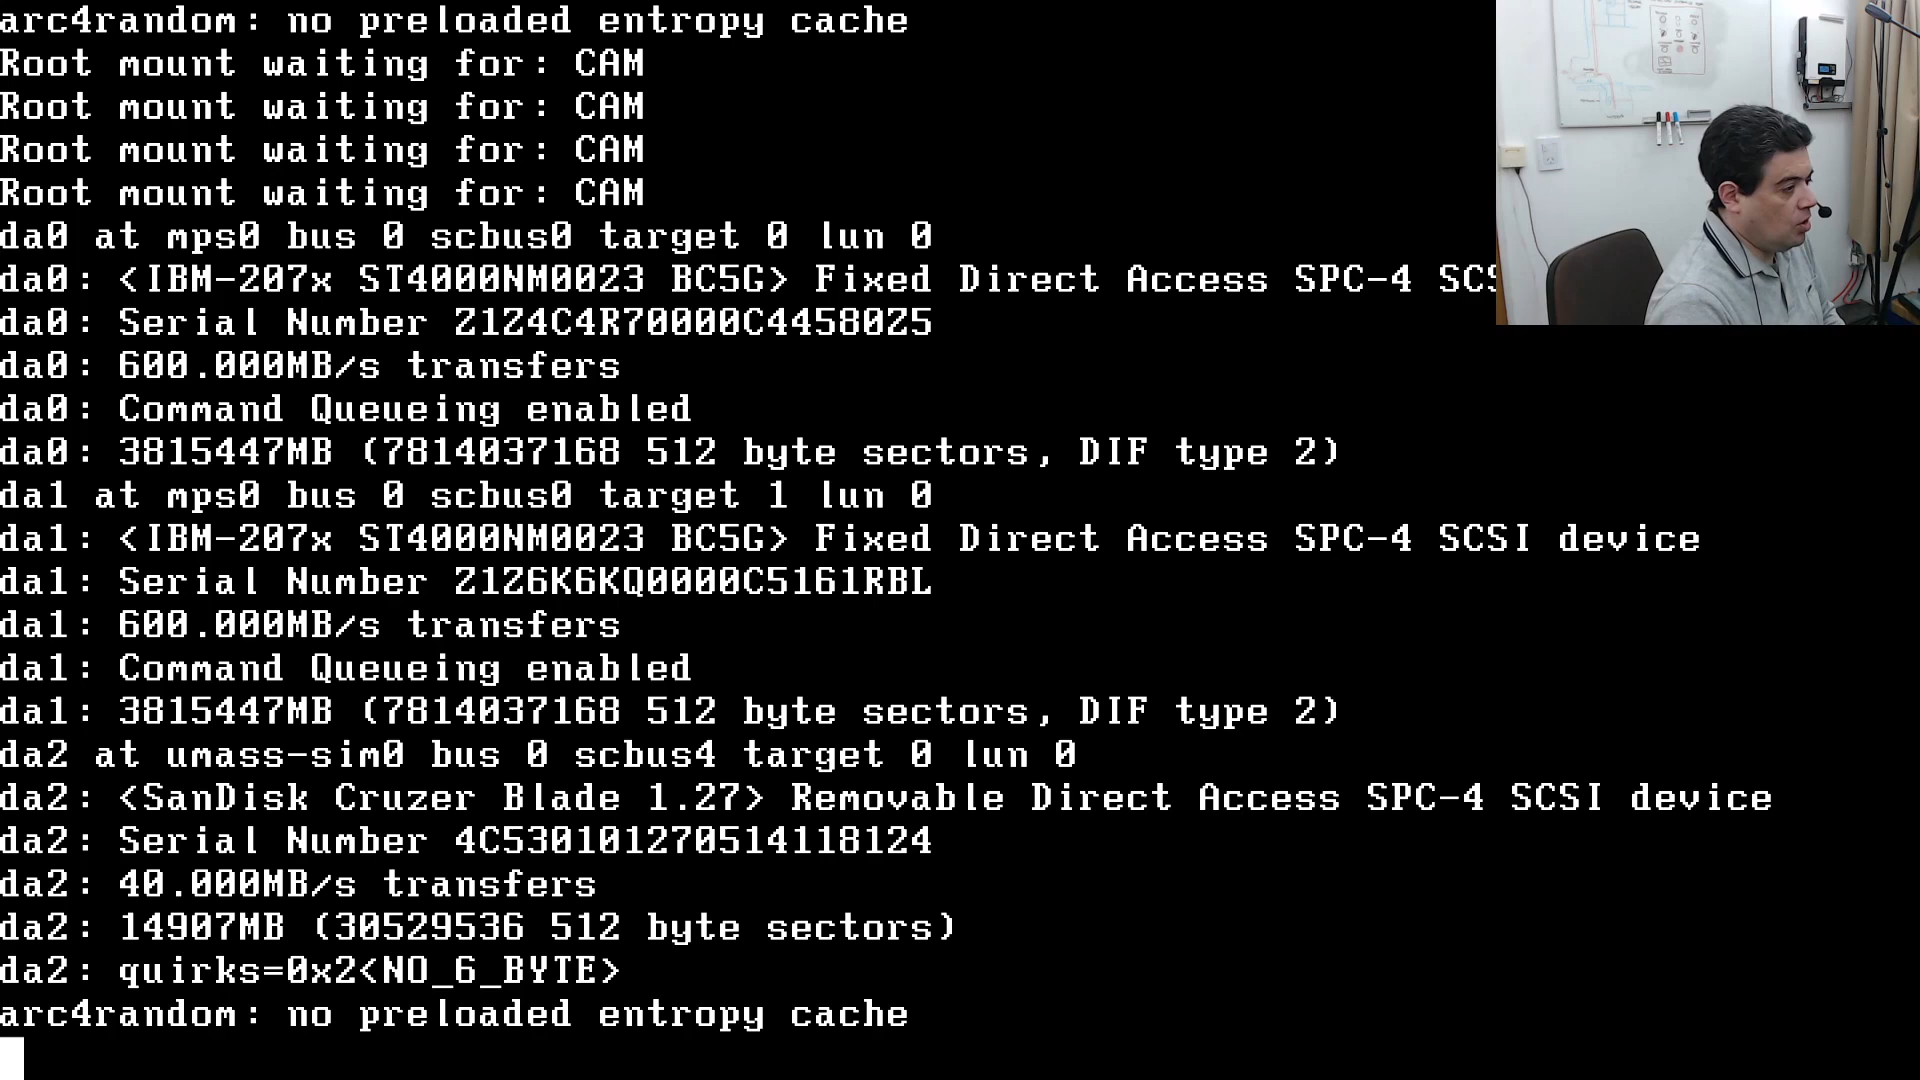 arc4random: no preloaded entropy cache
Root mount waiting for: CAM
Root mount waiting for: CAM
Root mount waiting for: CAM
Root mount waiting for: CAM
da0 at mps0 bus 0 scbus0 target 0 lun 0
da0: <IBM-207x ST4000NM0023 BC5G> Fixed Direct Access SPC-4 SCS
da0: Serial Number Z1Z4C4R70000C44580Z5
da0: 600.000MB/s transfers
da0: Command Queueing enabled
da0: 3815447MB (7814037168 512 byte sectors, DIF type 2)
da1 at mps0 bus 0 scbus0 target 1 lun 0
da1: <IBM-207x ST4000NM0023 BC5G> Fixed Direct Access SPC-4 SCSI device
da1: Serial Number Z1Z6K6KQ0000C5161RBL
da1: 600.000MB/s transfers
da1: Command Queueing enabled
da1: 3815447MB (7814037168 512 byte sectors, DIF type 2)
da2 at umass-sim0 bus 0 scbus4 target 0 lun 0
da2: <SanDisk Cruzer Blade 1.27> Removable Direct Access SPC-4 SCSI device
da2: Serial Number 4C530101270514118124
da2: 40.000MB/s transfers
da2: 14907MB (30529536 512 byte sectors)
da2: quirks=0x2<NO_6_BYTE>
arc4random: no preloaded entropy cache